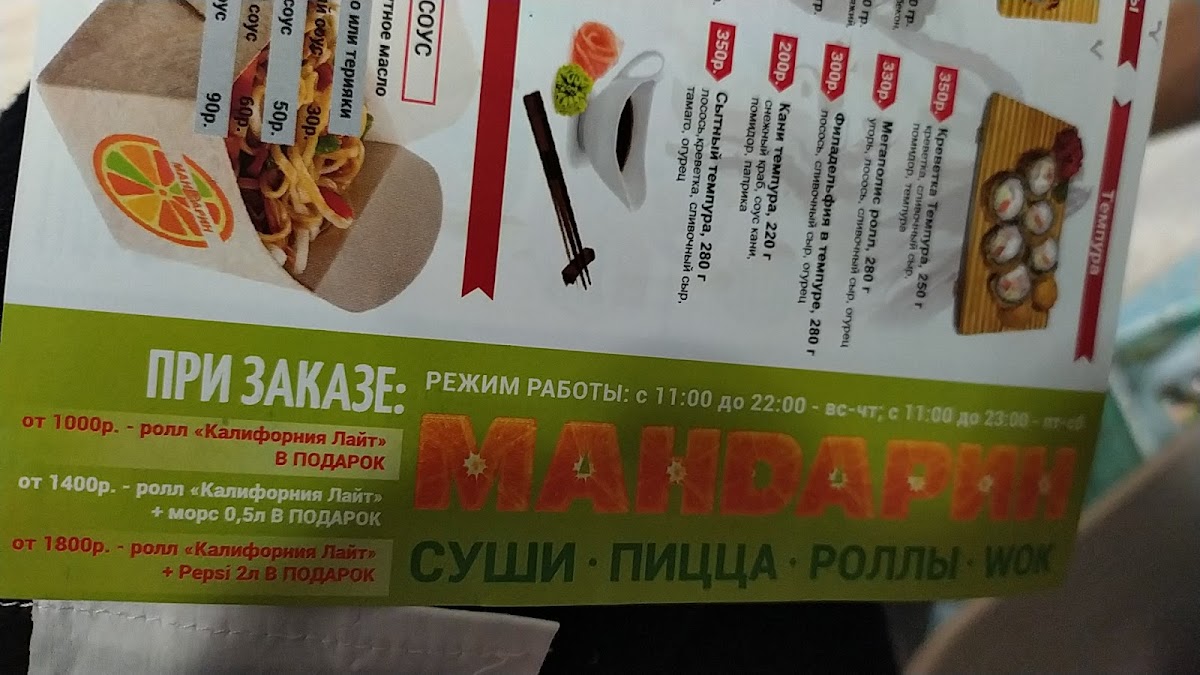 Темпура
350р.
Креветка темпура, 250 г
креветка, сливочный сыр,
помидор, темпура
330р
Мегаполис ролл, 280 г
угорь, лосось, сливочный сыр, огурец
300р.
Филадельфия в темпуре, 280 г
лосось, сливочный сыр, огурец
200р.
Кани темпура, 220 г
снежный краб, соус кани,
помидор, паприка
350р.
Сытный темпура, 280 г
лосось,креветка, сливочный сыр,
тамаго, огурец
СОУС
масло
о или терияки
30р.
й соус
50р.
соус
60р.
соус
90р.
МАНДАРИН
ПРИ ЗАКАЗЕ:
от 1000р. - ролл «Калифорния Лайт»
В ПОДАРОК
от 1400р. - ролл «Калифорния Лайт»
+ морс 0,5л В ПОДАРОК
от 1800р. - ролл «Калифорния Лайт»
+ Pepsi 2л В ПОДАРОК
РЕЖИМ РАБОТЫ: с 11:00 до 22:00 - вс-чт; с 11:00 до 23:00 - пт-сб
МАНДАРИН
СУШИ · ПИЦЦА · РОЛЛЫ · WOK